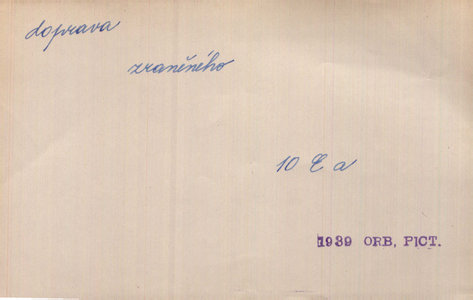 doprava
zraněného
10 E a
1939 ORB, PICT.